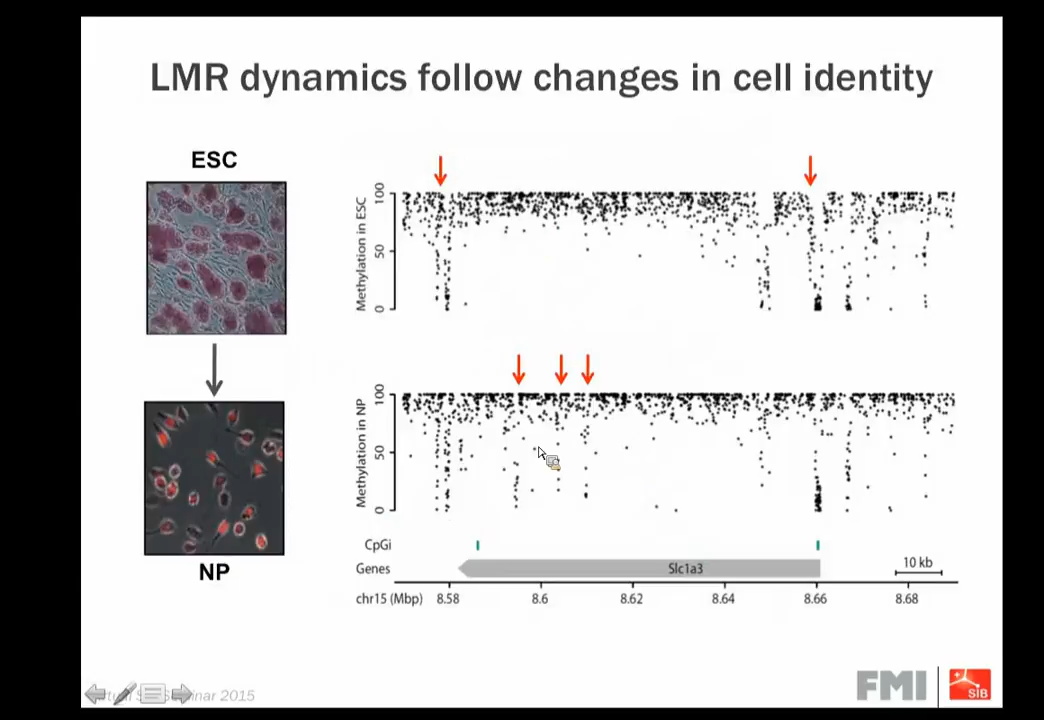 LMR dynamics follow changes in cell identity
ESC
Methylation in ESC
100
50
0
NP
Methylation in NP
100
50
0
CpGi
Genes
Slc1a3
10 kb
chr15 (Mbp)
8.58
8.6
8.62
8.64
8.66
8.68
inar 2015
FMI
SIB